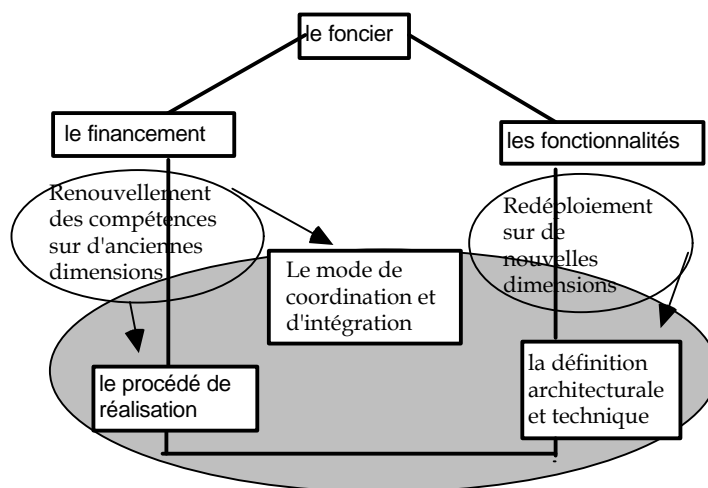 le foncier
le financement
les fonctionnalités
Renouvellement
des compétences
sur d'anciennes
dimensions
Redéploiement
sur de
nouvelles
dimensions
Le mode de
coordination et
d'intégration
le procédé de
réalisation
la définition
architecturale
et technique